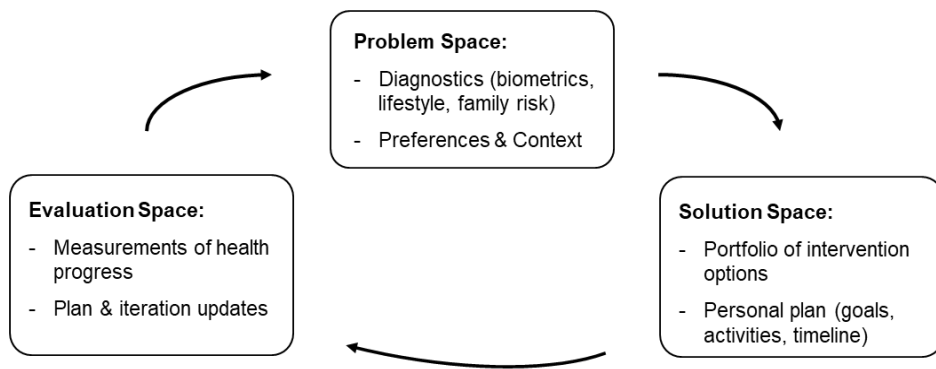 Problem Space:
- Diagnostics (biometrics,
lifestyle, family risk)
- Preferences & Context
Evaluation Space:
- Measurements of health
progress
- Plan & iteration updates
Solution Space:
- Portfolio of intervention
options
- Personal plan (goals,
activities, timeline)